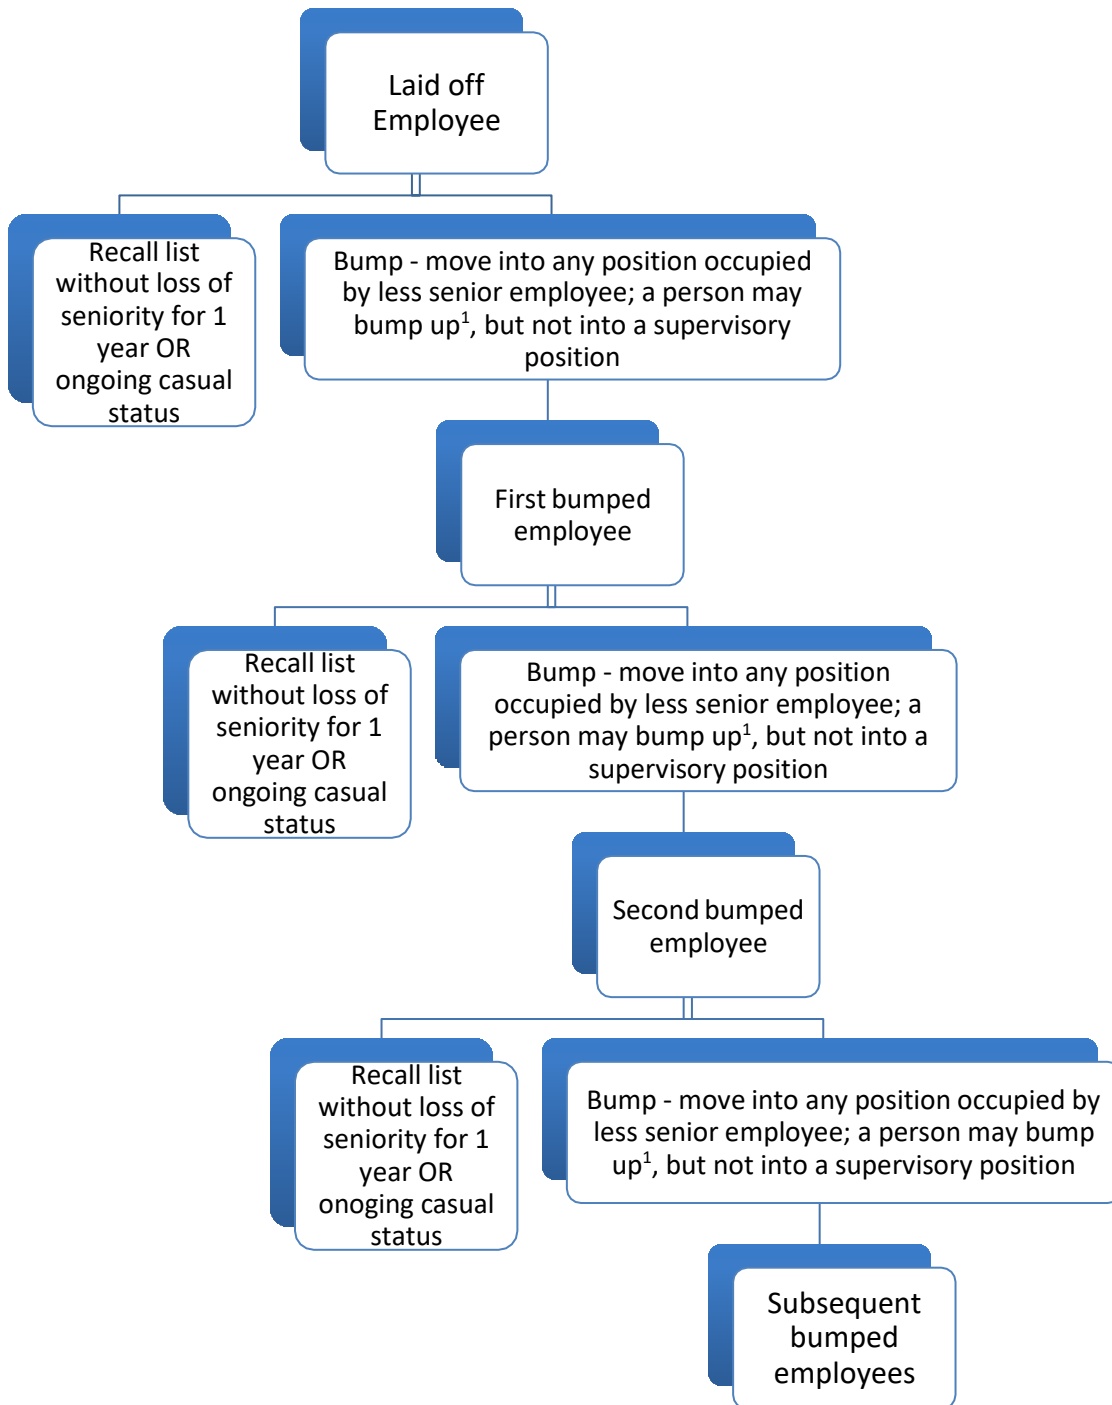 Laid off
Employee
Recall list
without loss of
seniority for 1
year OR
ongoing casual
status
Bump - move into any position occupied
by less senior employee; a person may
bump up¹, but not into a supervisory
position
First bumped
employee
Recall list
without loss of
seniority for 1
year OR
ongoing casual
status
Bump - move into any position
occupied by less senior employee; a
person may bump up¹, but not into a
supervisory position
Second bumped
employee
Recall list
without loss of
seniority for 1
year OR
onoging casual
status
Bump - move into any position occupied by
less senior employee; a person may bump
up¹, but not into a supervisory position
Subsequent
bumped
employees